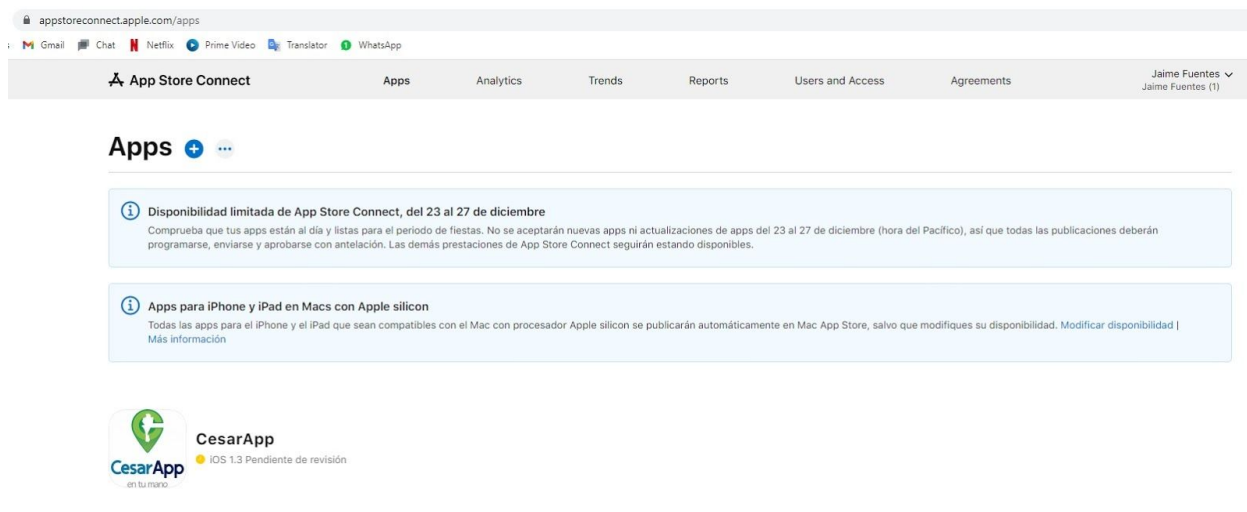 appstoreconnect.apple.com/apps
Gmail Chat Netflix Prime Video Translator WhatsApp
App Store Connect Apps Analytics Trends Reports Users and Access Agreements Jaime Fuentes
Jaime Fuentes (1)
Apps
Disponibilidad limitada de App Store Connect, del 23 al 27 de diciembre
Comprueba que tus apps están al día y listas para el periodo de fiestas. No se aceptarán nuevas apps ni actualizaciones de apps del 23 al 27 de diciembre (hora del Pacífico), así que todas las publicaciones deberán
programarse, enviarse y aprobarse con antelación. Las demás prestaciones de App Store Connect seguirán estando disponibles.
Apps para iPhone y iPad en Macs con Apple silicon
Todas las apps para el iPhone y el iPad que sean compatibles con el Mac con procesador Apple silicon se publicarán automáticamente en Mac App Store, salvo que modifiques su disponibilidad. Modificar disponibilidad |
Más información
CesarApp
iOS 1.3 Pendiente de revisión
CesarApp
en tu mano